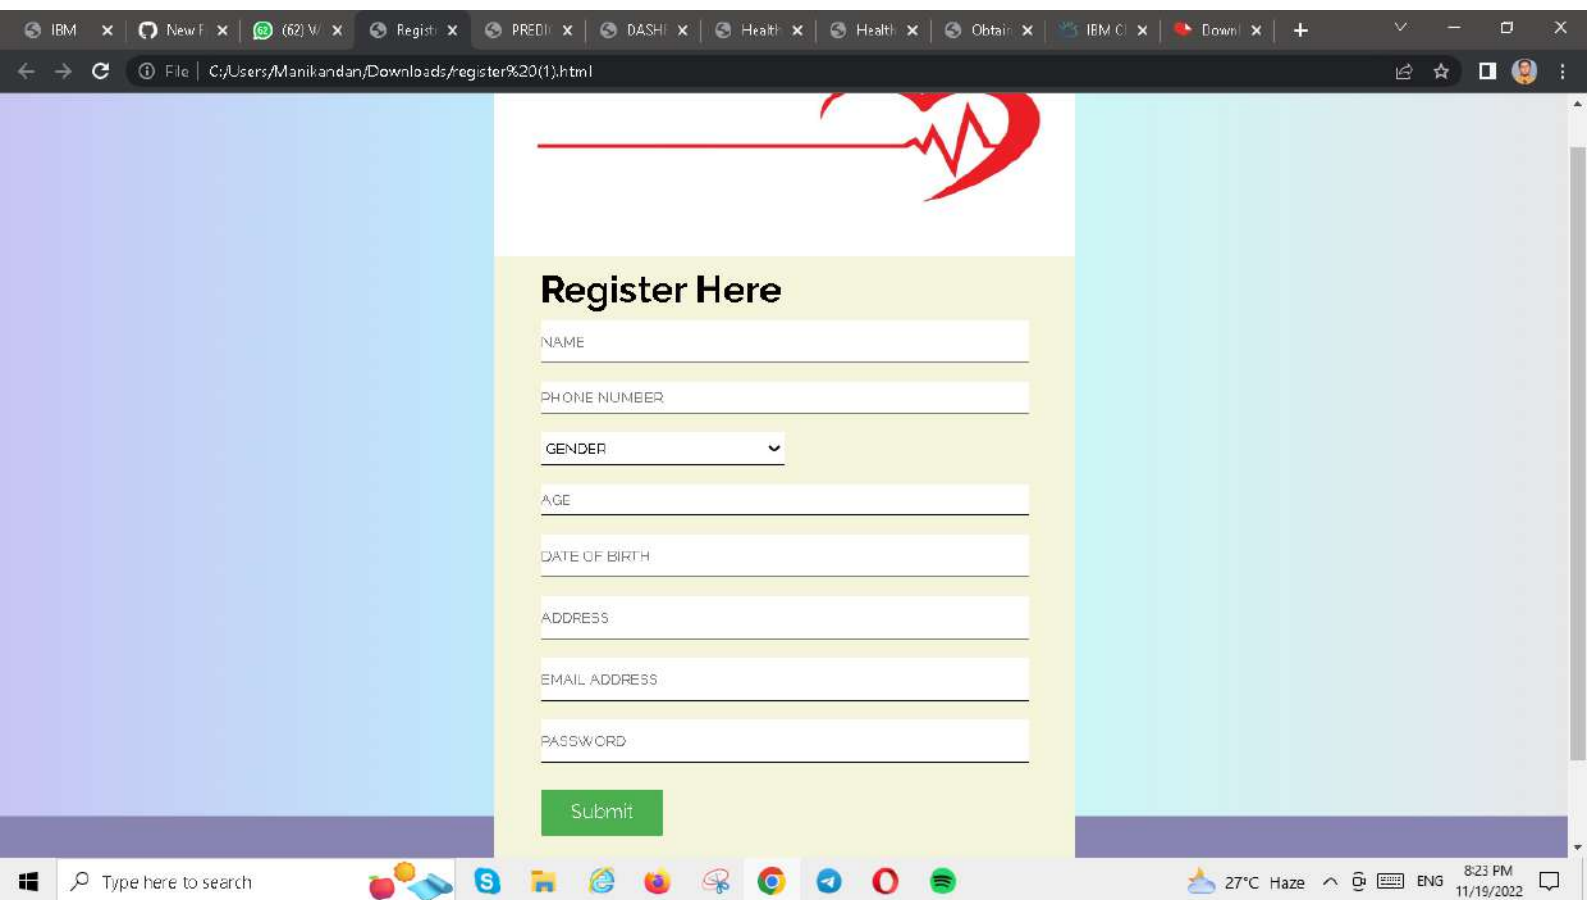 IBM New F (62) W Regist PREDI DASH Health Health Obtain IBM Cl Downl
File C:/Users/Manikandan/Downloads/register%20(1).html
Register Here
NAME
PHONE NUMBER
GENDER
AGE
DATE OF BIRTH
ADDRESS
EMAIL ADDRESS
PASSWORD
Submit
Type here to search
27°C Haze ENG 8:23 PM
11/19/2022